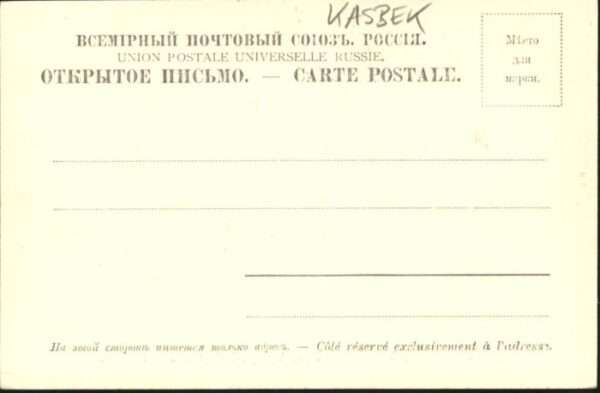 KASBEK
ВСЕМІРНЫЙ ПОЧТОВЫЙ СОЮЗЪ. РОССІЯ.
UNION POSTALE UNIVERSELLE RUSSIE.
ОТКРЫТОЕ ПИСЬМО. — CARTE POSTALE.
Мѣсто
для
марки.
На этой сторонѣ пишется только адресъ. — Côté réservé exclusivement à l'adresse.